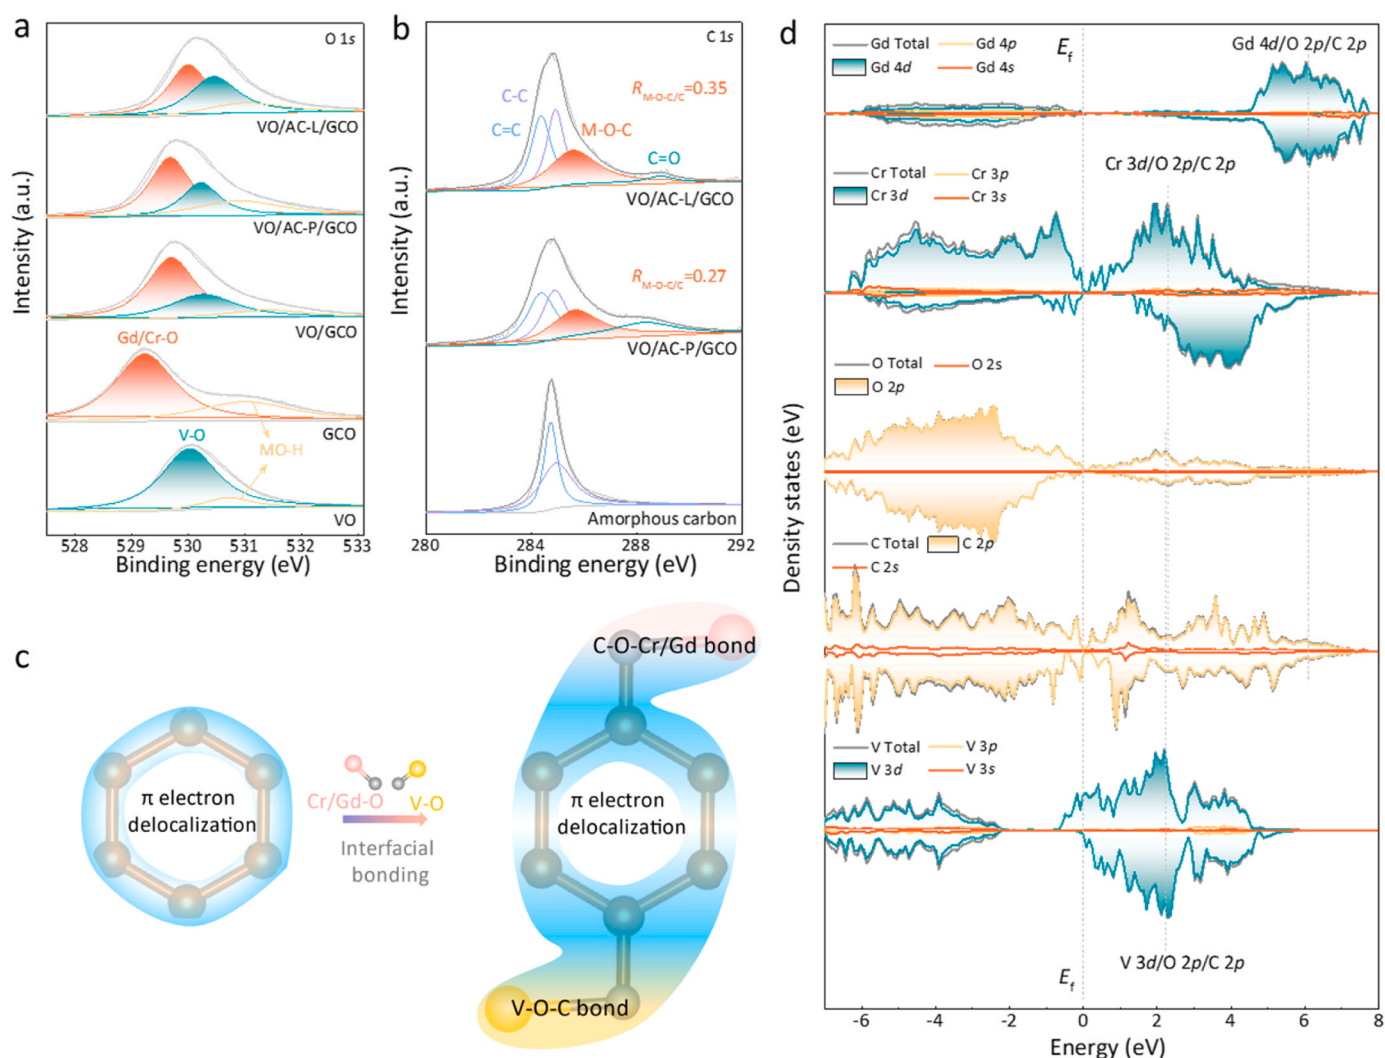 a
O 1s
VO/AC-L/GCO
VO/AC-P/GCO
VO/GCO
Gd/Cr-O
GCO
V-O
MO-H
VO
Intensity (a.u.)
528 529 530 531 532 533
Binding energy (eV)
b
C 1s
R M-O-C/C=0.35
C-C
C=C
M-O-C
C=O
VO/AC-L/GCO
R M-O-C/C=0.27
VO/AC-P/GCO
Amorphous carbon
Intensity (a.u.)
280 284 288 292
Binding energy (eV)
c
π electron
delocalization
Cr/Gd-O
V-O
Interfacial
bonding
C-O-Cr/Gd bond
π electron
delocalization
V-O-C bond
d
Gd Total Gd 4p
Gd 4d Gd 4s
Ef
Gd 4d/O 2p/C 2p
Cr Total Cr 3p
Cr 3d Cr 3s
Cr 3d/O 2p/C 2p
O Total O 2s
O 2p
C Total C 2p
C 2s
V Total V 3p
V 3d V 3s
V 3d/O 2p/C 2p
Ef
Density states (eV)
-6 -4 -2 0 2 4 6 8
Energy (eV)